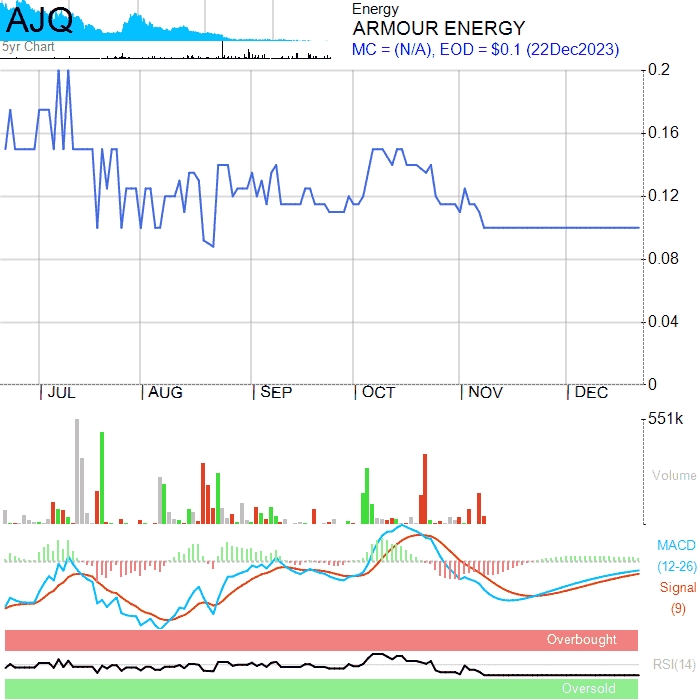 AJQ
5yr Chart
Energy
ARMOUR ENERGY
MC = (N/A), EOD = $0.1 (22Dec2023)
0.2
0.16
0.12
0.08
0.04
0
JUL AUG SEP OCT NOV DEC
551k
Volume
MACD
(12-26)
Signal
(9)
Overbought
RSI(14)
Oversold